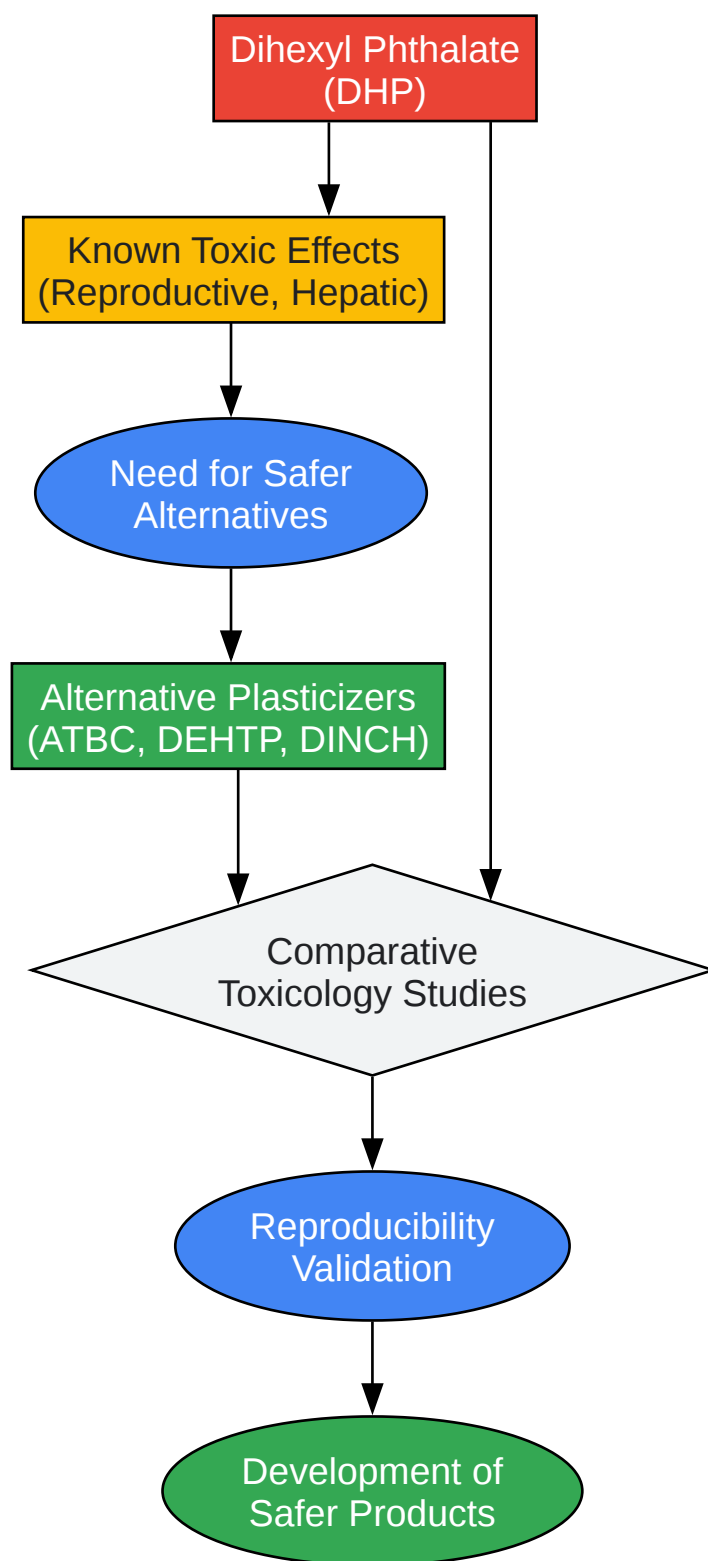 Dihexyl Phthalate
(DHP)
Known Toxic Effects
(Reproductive, Hepatic)
Need for Safer
Alternatives
Alternative Plasticizers
(ATBC, DEHTP, DINCH)
Comparative
Toxicology Studies
Reproducibility
Validation
Development of
Safer Products